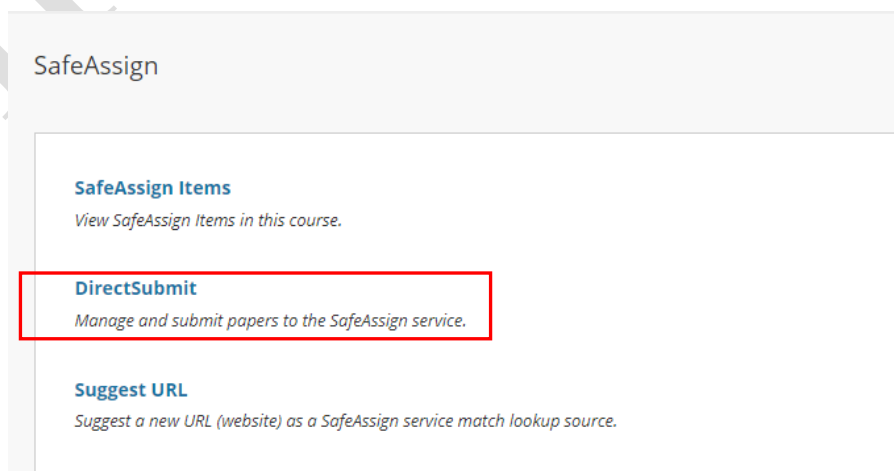 SafeAssign
SafeAssign Items
View SafeAssign Items in this course.
DirectSubmit
Manage and submit papers to the SafeAssign service.
Suggest URL
Suggest a new URL (website) as a SafeAssign service match lookup source.